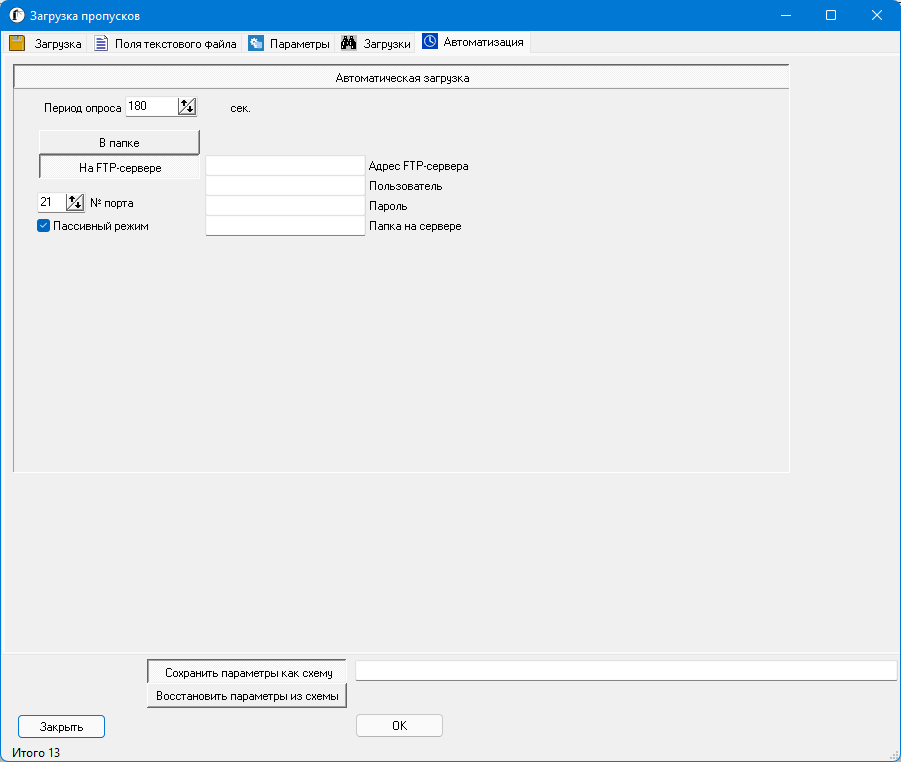 Загрузка пропусков
Загрузка Поля текстового файла Параметры Загрузки Автоматизация
Автоматическая загрузка
Период опроса 180 сек.
В папке
На FTP-сервере
Адрес FTP-сервера
Пользователь
21 № порта
Пароль
Пассивный режим
Папка на сервере
Сохранить параметры как схему
Восстановить параметры из схемы
Закрыть
OK
Итого 13